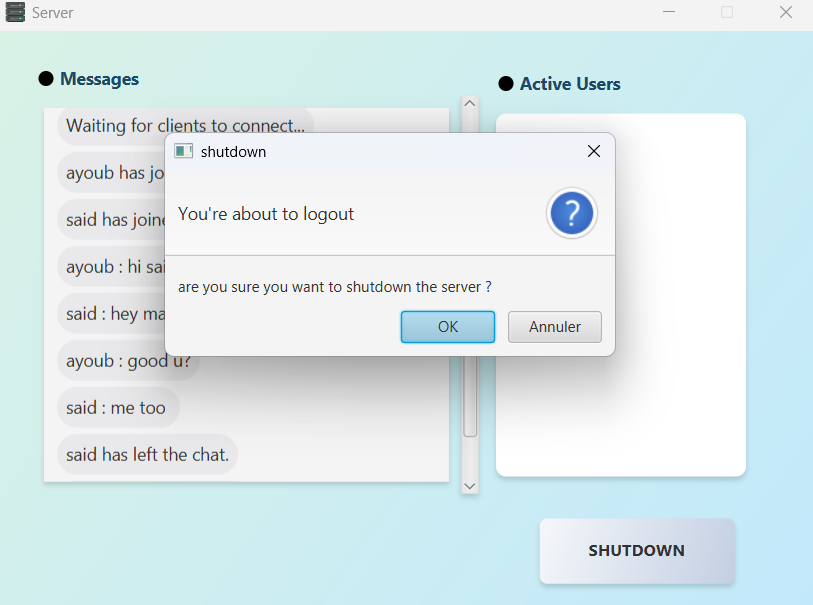 Server
Messages
Active Users
Waiting for clients to connect...
ayoub has jo
said has joine
ayoub : hi sai
said : hey ma
ayoub : good u?
said : me too
said has left the chat.
shutdown
You're about to logout
are you sure you want to shutdown the server ?
OK
Annuler
SHUTDOWN